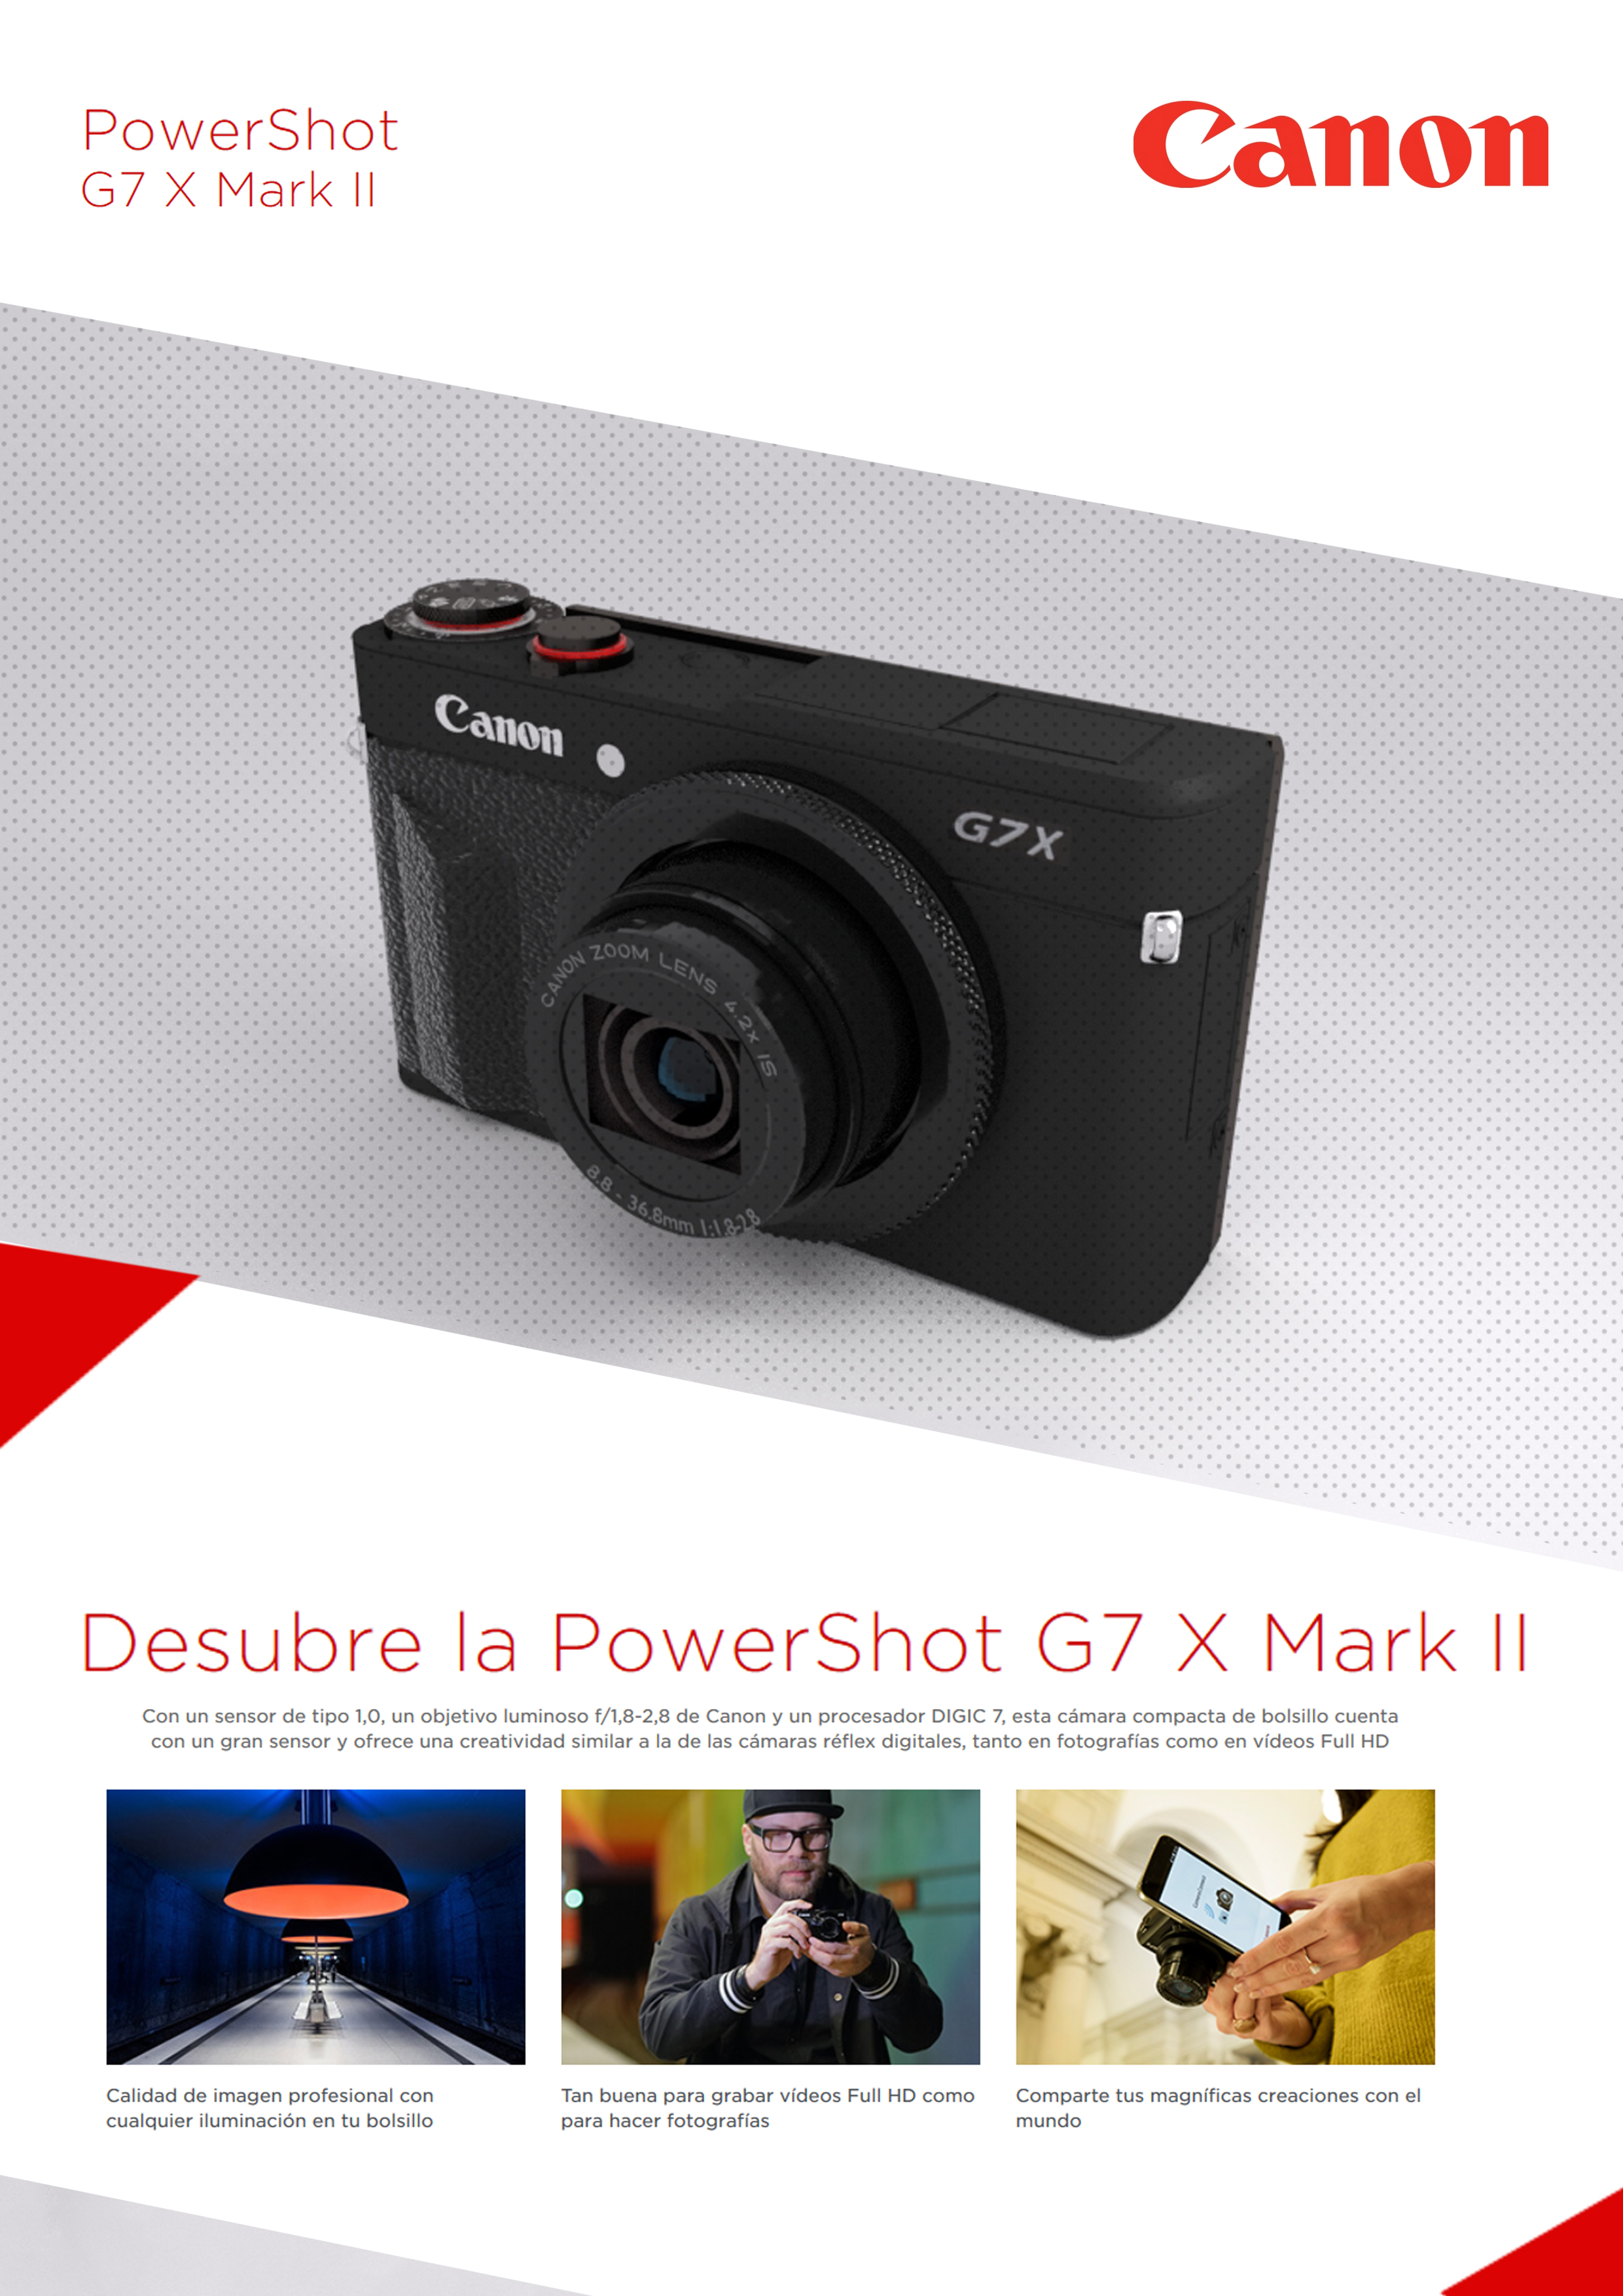 PowerShot
G7 X Mark II
Canon
Canon
G7X
CANON ZOOM LENS 4.2x IS
8.8 - 36.8mm 1:1.8-2.8
Desubre la PowerShot G7 X Mark II
Con un sensor de tipo 1,0, un objetivo luminoso f/1,8-2,8 de Canon y un procesador DIGIC 7, esta cámara compacta de bolsillo cuenta
con un gran sensor y ofrece una creatividad similar a la de las cámaras réflex digitales, tanto en fotografías como en vídeos Full HD
Calidad de imagen profesional con
cualquier iluminación en tu bolsillo
Tan buena para grabar vídeos Full HD como
para hacer fotografías
Comparte tus magníficas creaciones con el
mundo